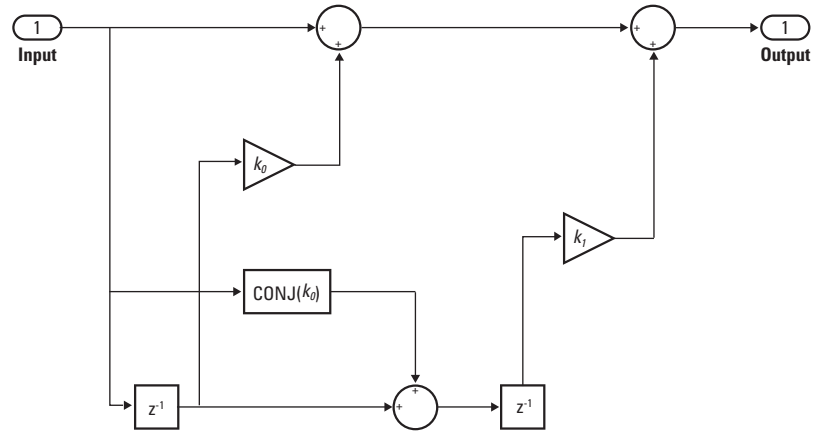 1
Input
+
+
+
+
1
Output
k₀
k₁
CONJ(k₀)
z⁻¹
+
+
z⁻¹